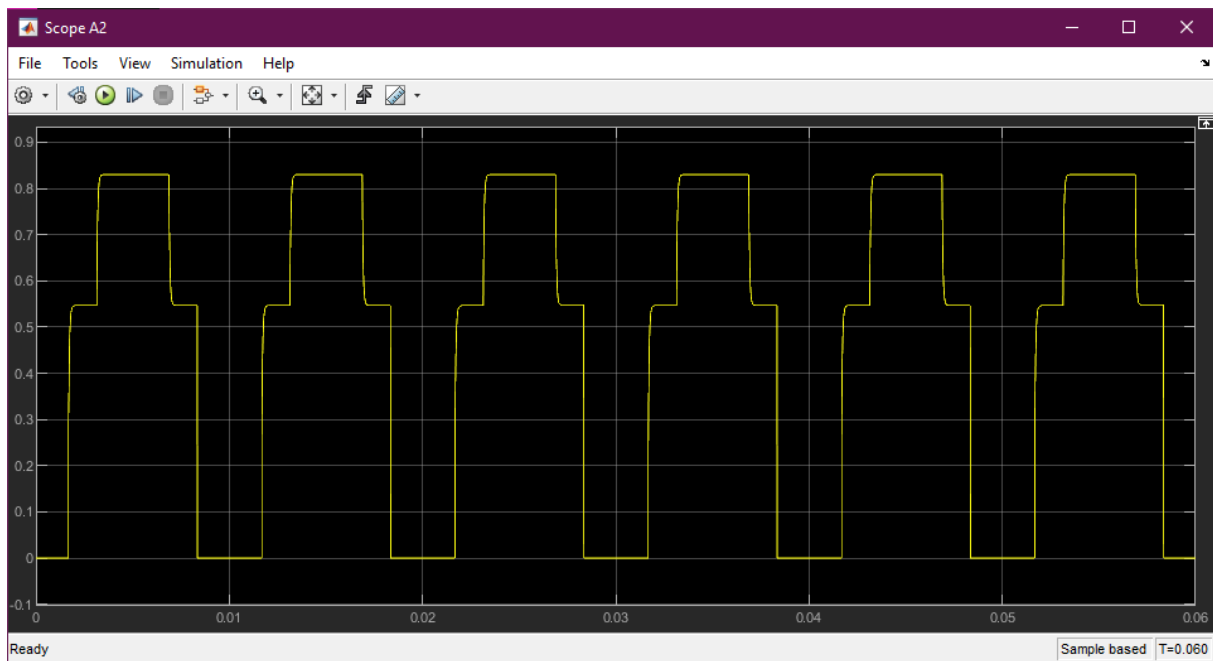 Scope A2
File Tools View Simulation Help
0.9
0.8
0.7
0.6
0.5
0.4
0.3
0.2
0.1
0
-0.1
0 0.01 0.02 0.03 0.04 0.05 0.06
Ready Sample based T=0.060